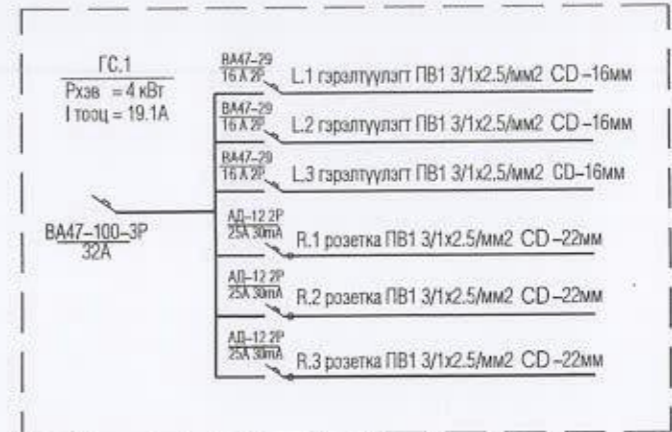 ГС.1
Рхэв = 4 кВт
I тооц = 19.1А
ВА47-100-3Р
32А
ВА47-29
16 А 2Р
L.1 гэрэлтүүлэгт ПВ1 3/1х2.5/мм2 CD-16мм
ВА47-29
16 А 2Р
L.2 гэрэлтүүлэгт ПВ1 3/1х2.5/мм2 CD-16мм
ВА47-29
16 А 2Р
L.3 гэрэлтүүлэгт ПВ1 3/1х2.5/мм2 CD-16мм
АД-12 2Р
25А 30mA
R.1 розетка ПВ1 3/1х2.5/мм2 CD-22мм
АД-12 2Р
25А 30mA
R.2 розетка ПВ1 3/1х2.5/мм2 CD-22мм
АД-12 2Р
25А 30mA
R.3 розетка ПВ1 3/1х2.5/мм2 CD-22мм